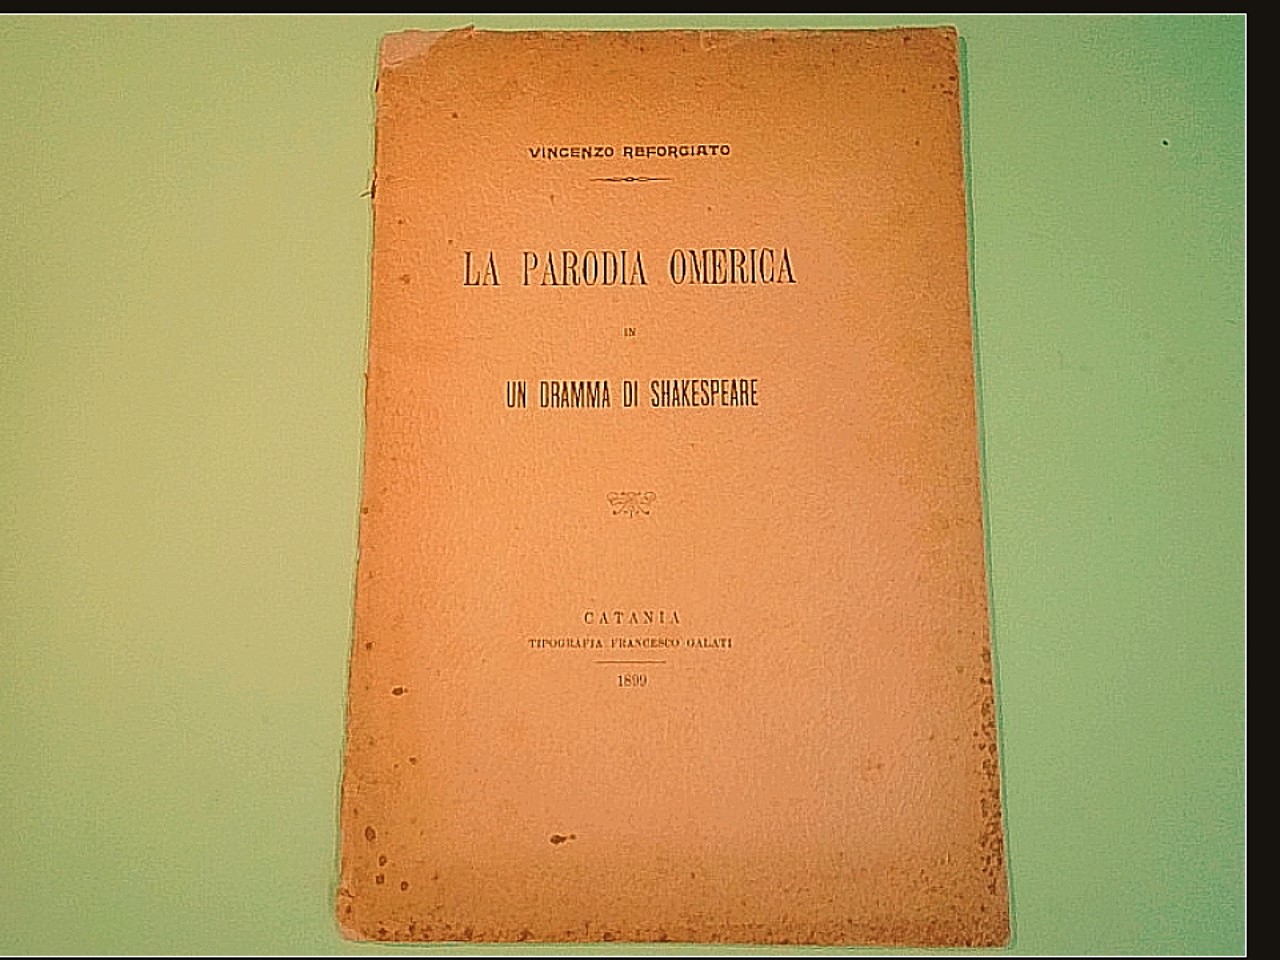 VINCENZO REFORGIATO
LA PARODIA OMERICA
IN
UN DRAMMA DI SHAKESPEARE
CATANIA
TIPOGRAFIA FRANCESCO GALATI
1899